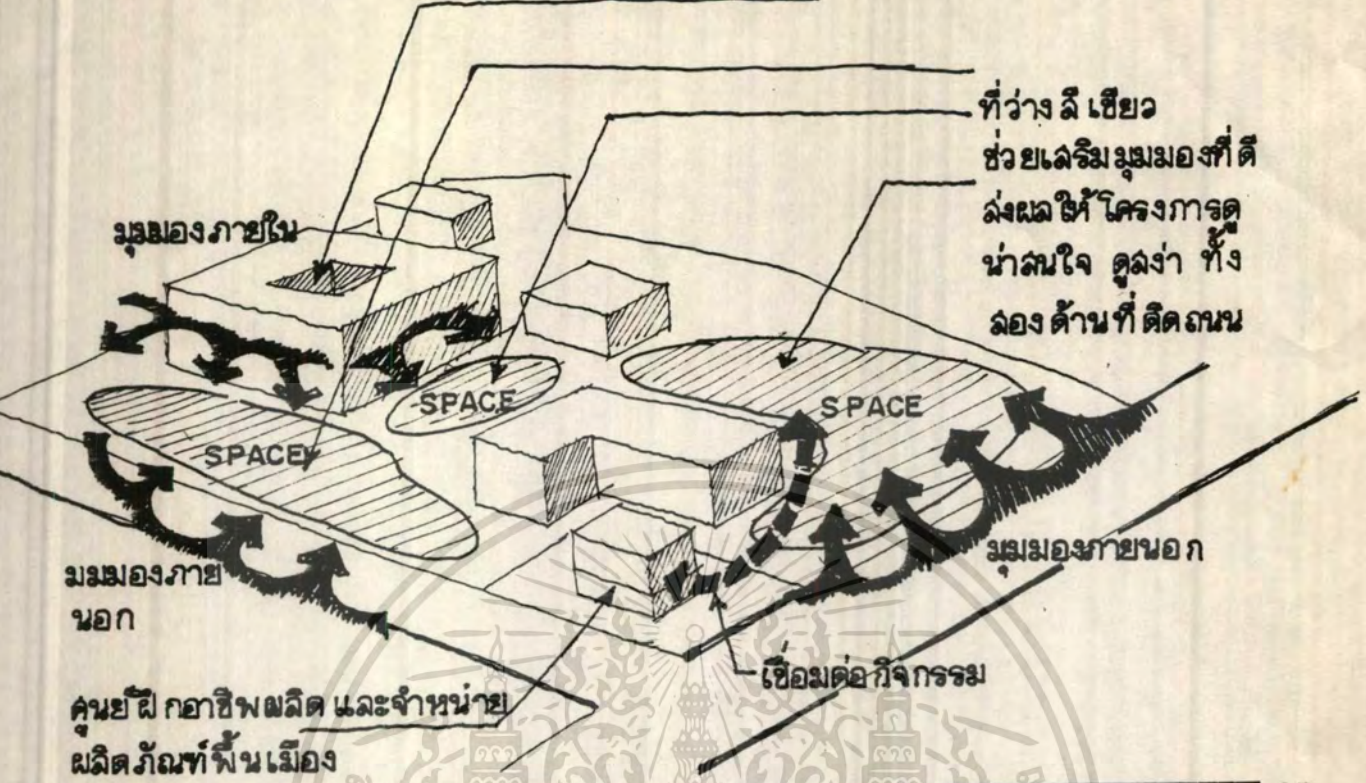 ที่ว่าง สีเขียว
ช่วยเสริมมุมมองที่ดี
ส่งผลให้โครงการดู
น่าสนใจ ดูสง่า ทั้ง
สองด้านที่ติดถนน
มุมมองภายใน
SPACE
SPACE
SPACE
มุมมองภายนอก
มมมองภาย
นอก
เชื่อมต่อกิจกรรม
ศูนย์ฝึกอาชีพผลิต และจำหน่าย
ผลิตภัณฑ์พื้นเมือง